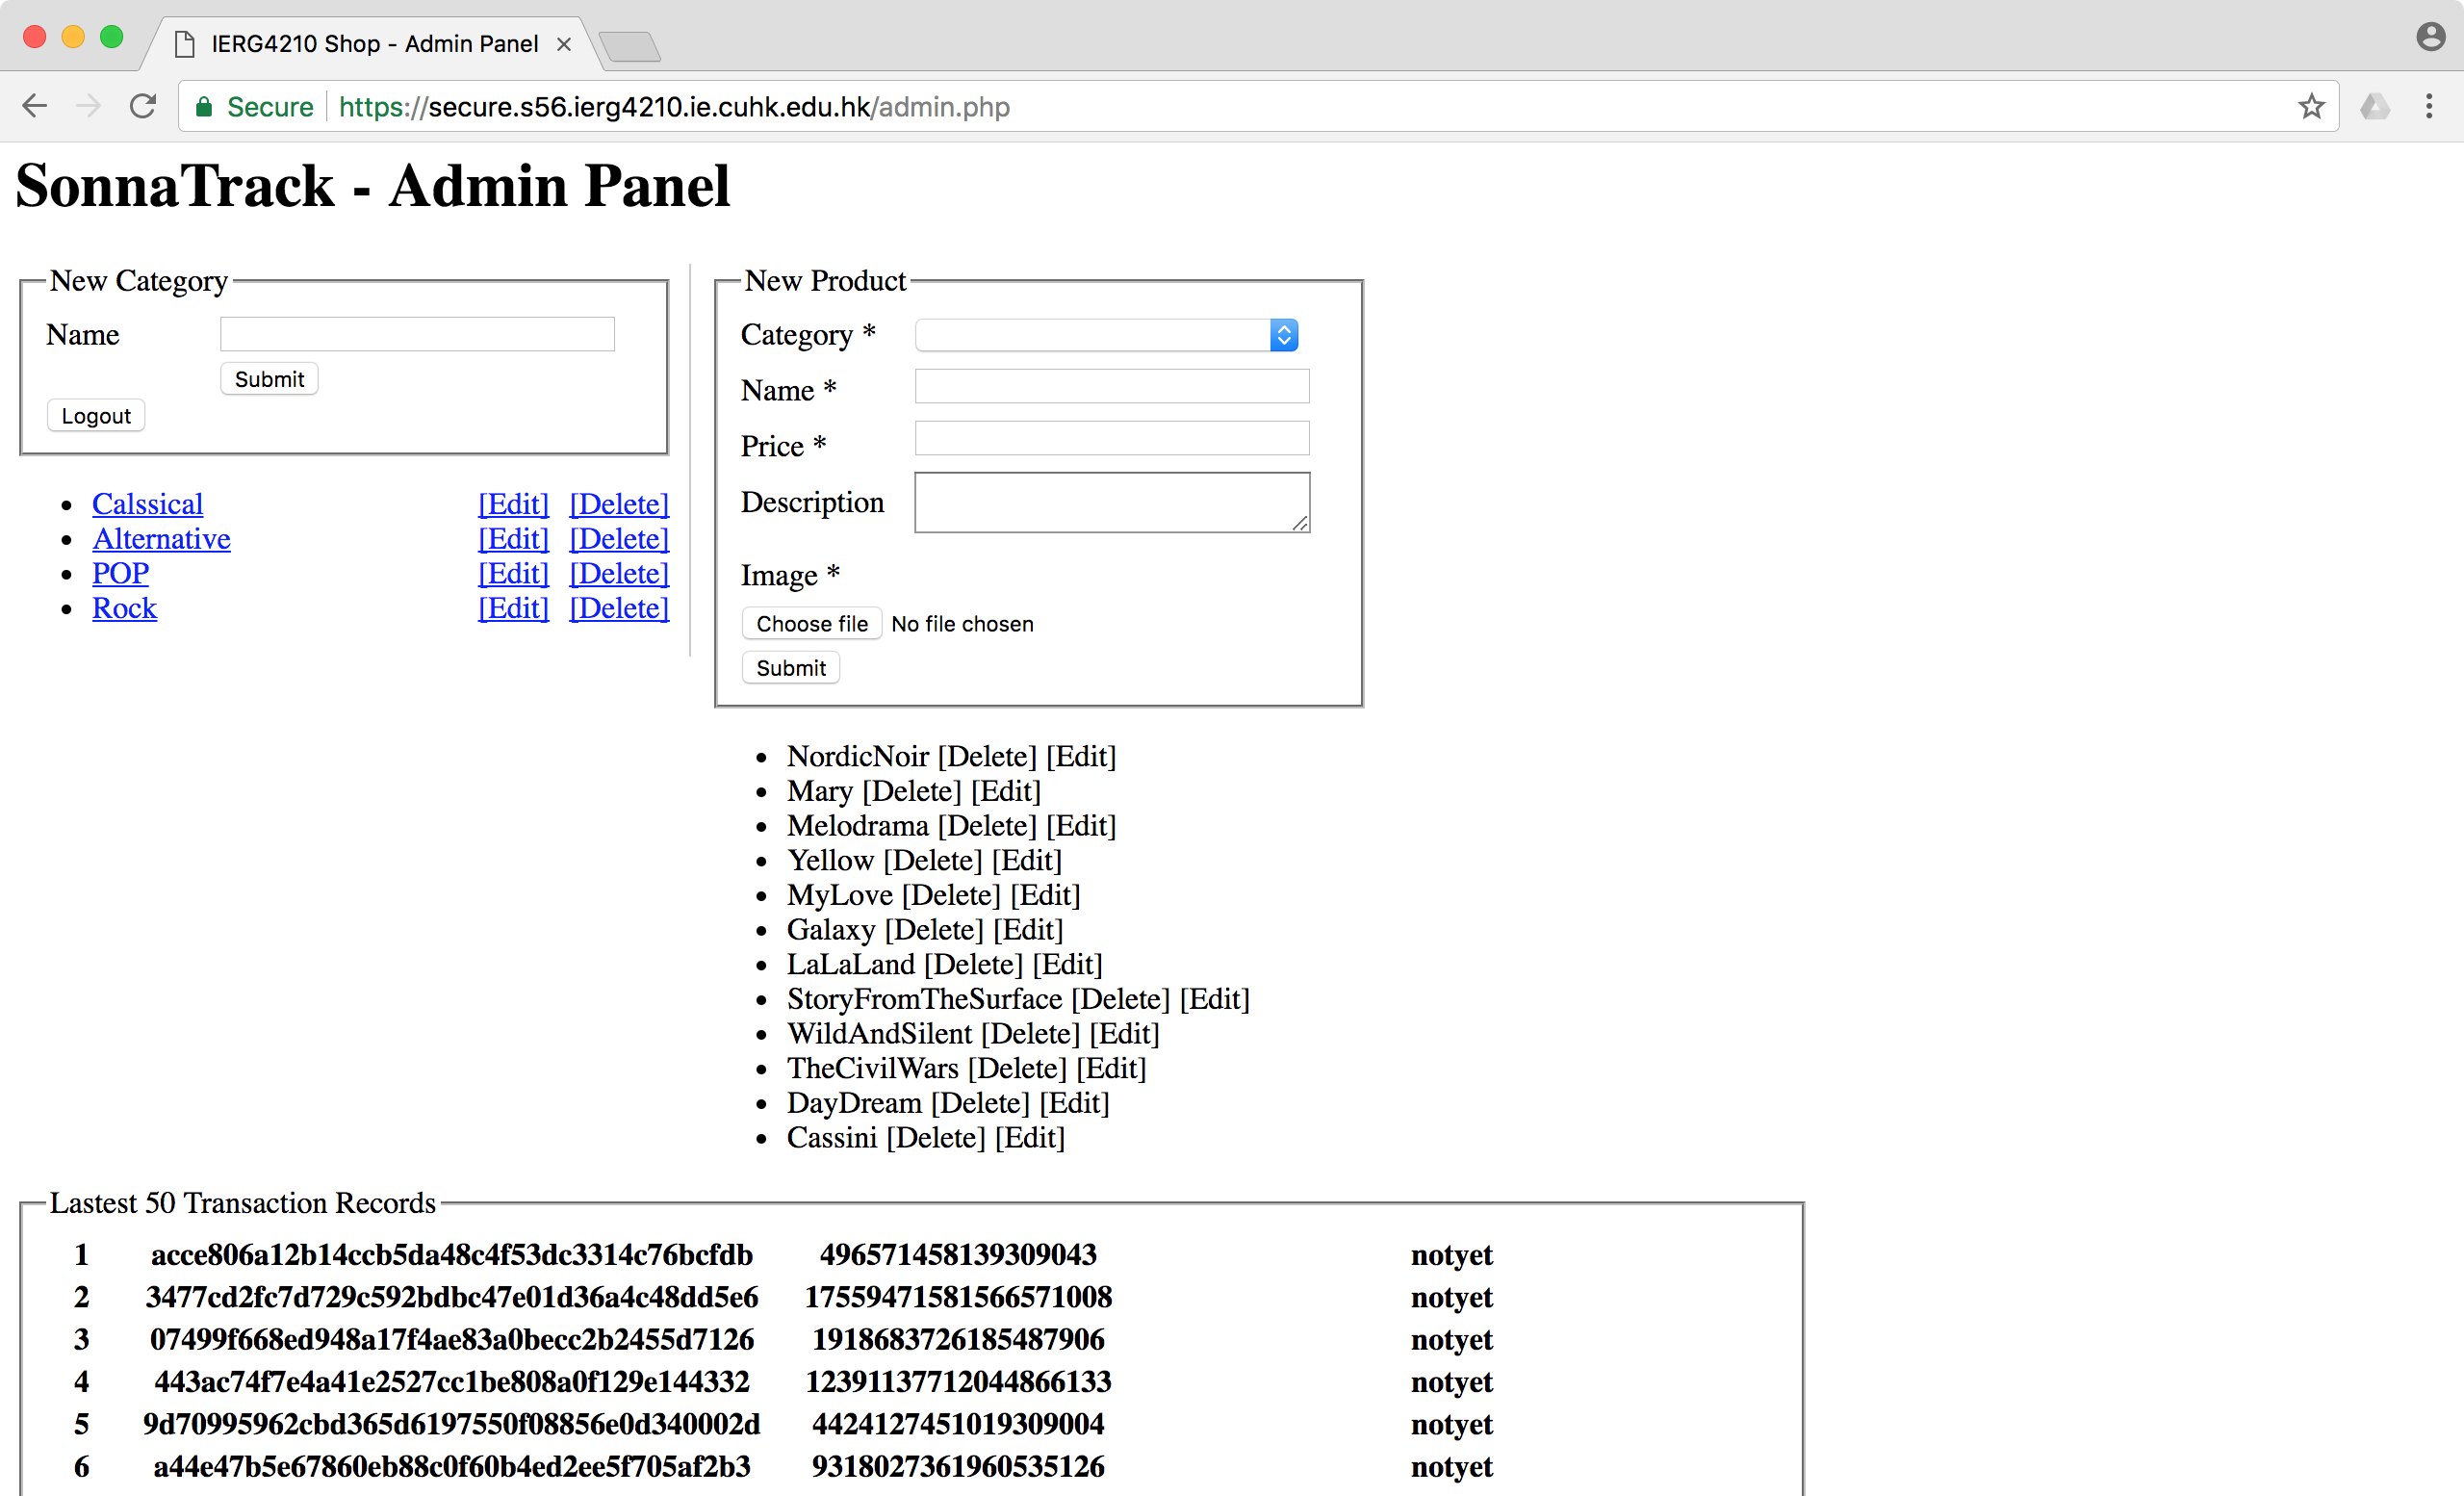 IERG4210 Shop - Admin Panel
Secure https://secure.s56.ierg4210.ie.cuhk.edu.hk/admin.php
SonnaTrack - Admin Panel
New Category
Name
Submit
Logout
Calssical [Edit] [Delete]
Alternative [Edit] [Delete]
POP [Edit] [Delete]
Rock [Edit] [Delete]
New Product
Category *
Name *
Price *
Description
Image *
Choose file No file chosen
Submit
NordicNoir [Delete] [Edit]
Mary [Delete] [Edit]
Melodrama [Delete] [Edit]
Yellow [Delete] [Edit]
MyLove [Delete] [Edit]
Galaxy [Delete] [Edit]
LaLaLand [Delete] [Edit]
StoryFromTheSurface [Delete] [Edit]
WildAndSilent [Delete] [Edit]
TheCivilWars [Delete] [Edit]
DayDream [Delete] [Edit]
Cassini [Delete] [Edit]
Lastest 50 Transaction Records
1 acce806a12b14ccb5da48c4f53dc3314c76bcfdb 496571458139309043 notyet
2 3477cd2fc7d729c592bdbc47e01d36a4c48dd5e6 17559471581566571008 notyet
3 07499f668ed948a17f4ae83a0becc2b2455d7126 1918683726185487906 notyet
4 443ac74f7e4a41e2527cc1be808a0f129e144332 12391137712044866133 notyet
5 9d70995962cbd365d6197550f08856e0d340002d 4424127451019309004 notyet
6 a44e47b5e67860eb88c0f60b4ed2ee5f705af2b3 9318027361960535126 notyet